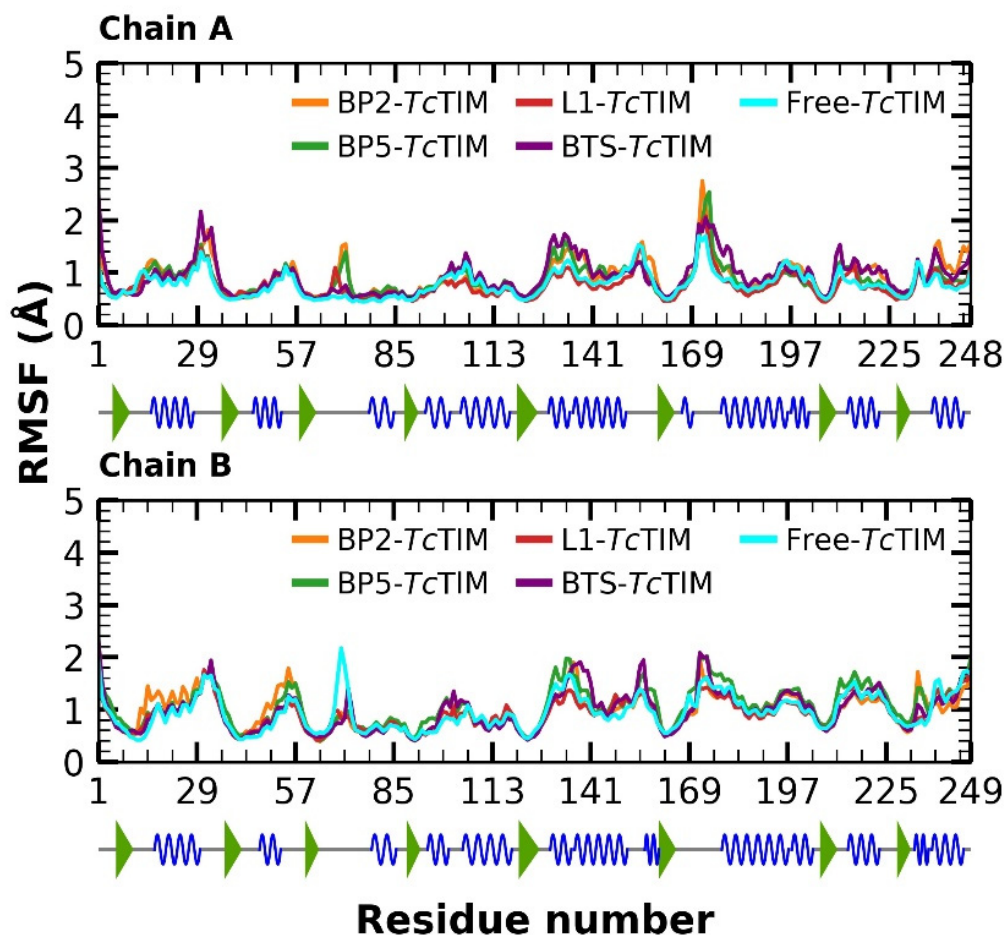 Chain A
5
4
3
2
1
0
BP2-TcTIM L1-TcTIM Free-TcTIM
BP5-TcTIM BTS-TcTIM
1 29 57 85 113 141 169 197 225 248
RMSF (Å)
Chain B
5
4
3
2
1
0
BP2-TcTIM L1-TcTIM Free-TcTIM
BP5-TcTIM BTS-TcTIM
1 29 57 85 113 141 169 197 225 249
Residue number